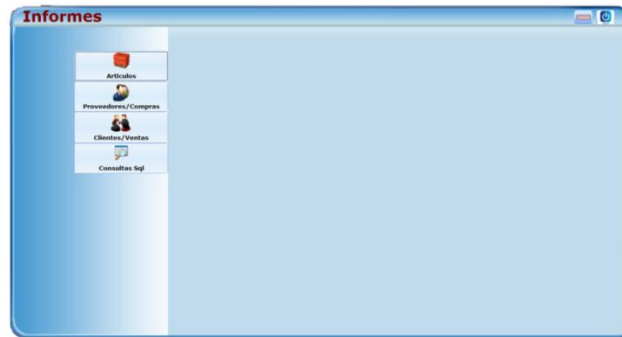 Informes
Articulos
Proveedores/Compras
Clientes/Ventas
Consultas Sql